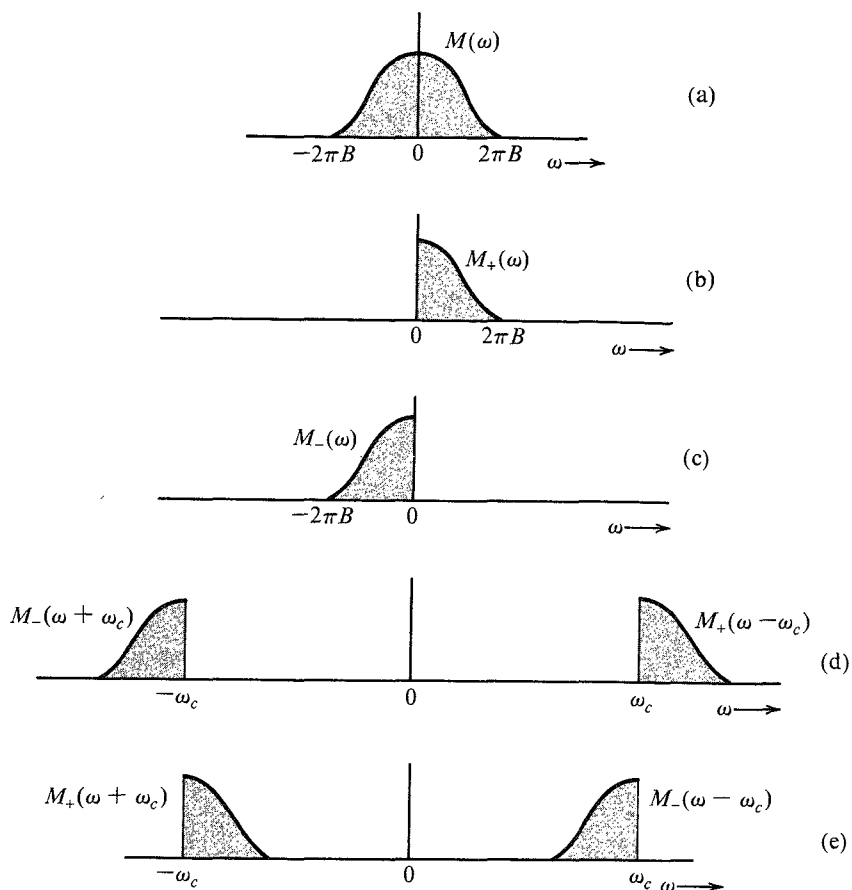 M(ω)
(a)
−2πB 0 2πB ω
M₊(ω)
(b)
0 2πB ω
M₋(ω)
(c)
−2πB 0 ω
M₋(ω + ω_c) M₊(ω − ω_c)
(d)
−ω_c 0 ω_c ω
M₊(ω + ω_c) M₋(ω − ω_c)
(e)
−ω_c 0 ω_c ω